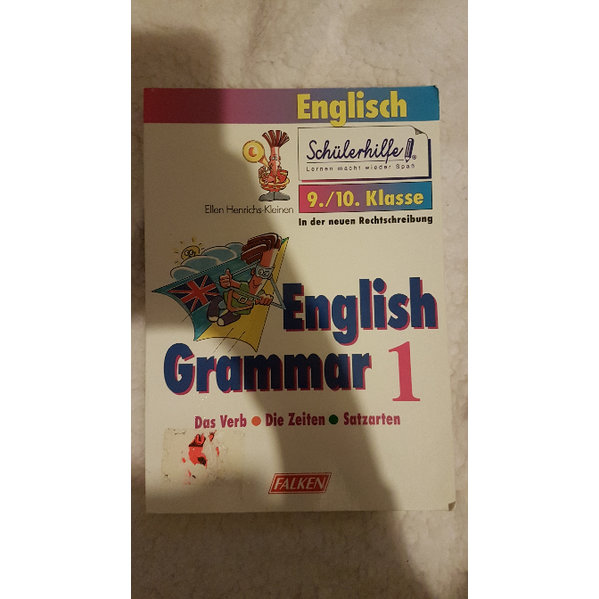 Englisch
Schülerhilfe!®
Lernen macht wieder Spaß
9./10. Klasse
Ellen Henrichs-Kleinen
In der neuen Rechtschreibung
English
Grammar 1
Das Verb • Die Zeiten • Satzarten
FALKEN